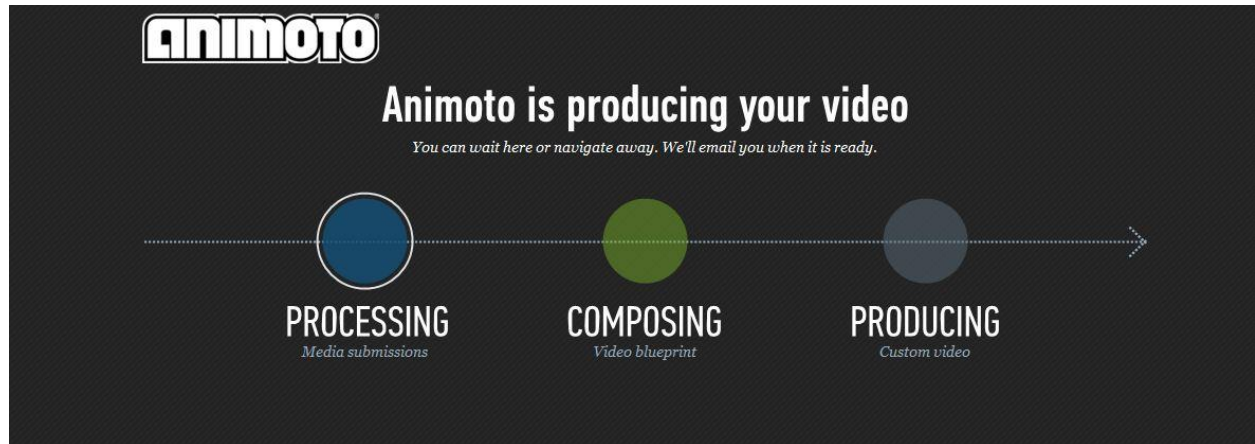 ANIMOTO
Animoto is producing your video
You can wait here or navigate away. We'll email you when it is ready.
PROCESSING COMPOSING PRODUCING
Media submissions Video blueprint Custom video